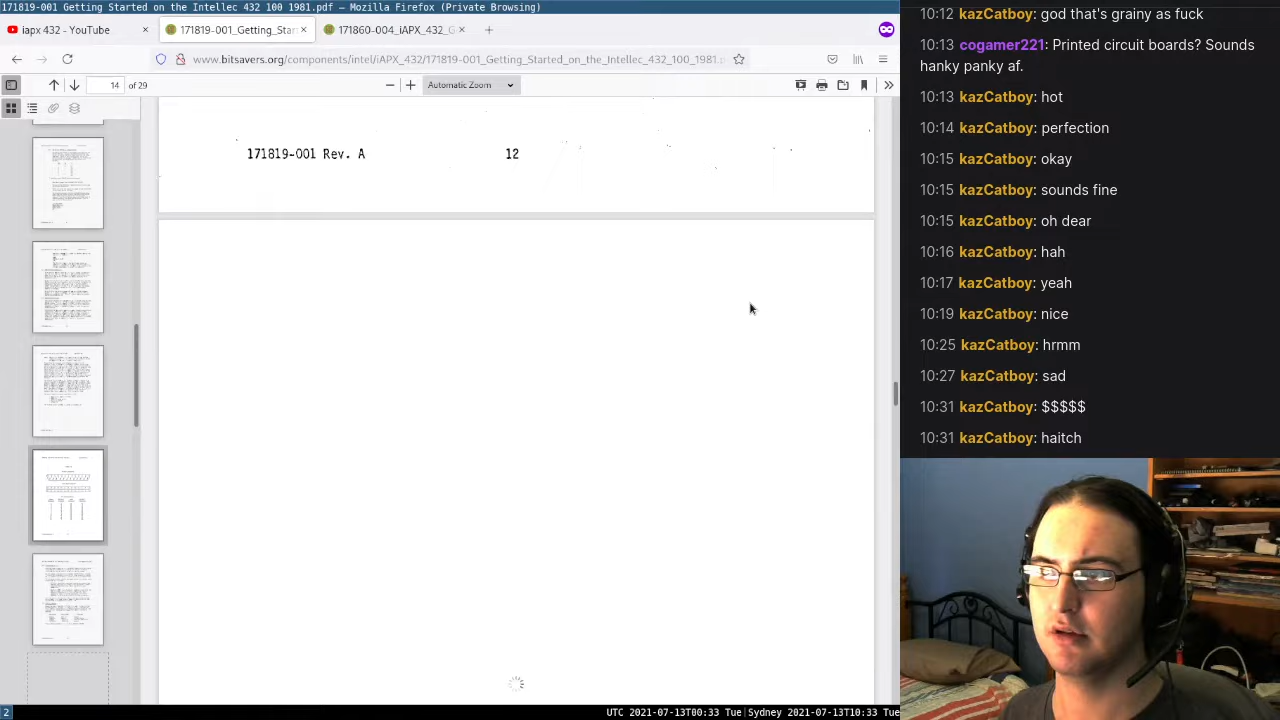 171819-001 Getting Started on the Intellec 432 100 1981.pdf — Mozilla Firefox (Private Browsing)
iapx 432 - YouTube
171819-001_Getting_Star
171860-004_iAPX_432_G
www.bitsavers.org/components/intel/iAPX_432/171819-001_Getting_Started_on_the_Intellec_432_100_1981.p
14 of 29
Automatic Zoom
171819-001 Rev. A
12
2
UTC 2021-07-13T00:33 Tue Sydney 2021-07-13T10:33 Tue
10:12 kazCatboy: god that's grainy as fuck
10:13 cogamer221: Printed circuit boards? Sounds
hanky panky af.
10:13 kazCatboy: hot
10:14 kazCatboy: perfection
10:15 kazCatboy: okay
10:15 kazCatboy: sounds fine
10:15 kazCatboy: oh dear
10:16 kazCatboy: hah
10:17 kazCatboy: yeah
10:19 kazCatboy: nice
10:25 kazCatboy: hrmm
10:27 kazCatboy: sad
10:31 kazCatboy: $$$$$
10:31 kazCatboy: haitch